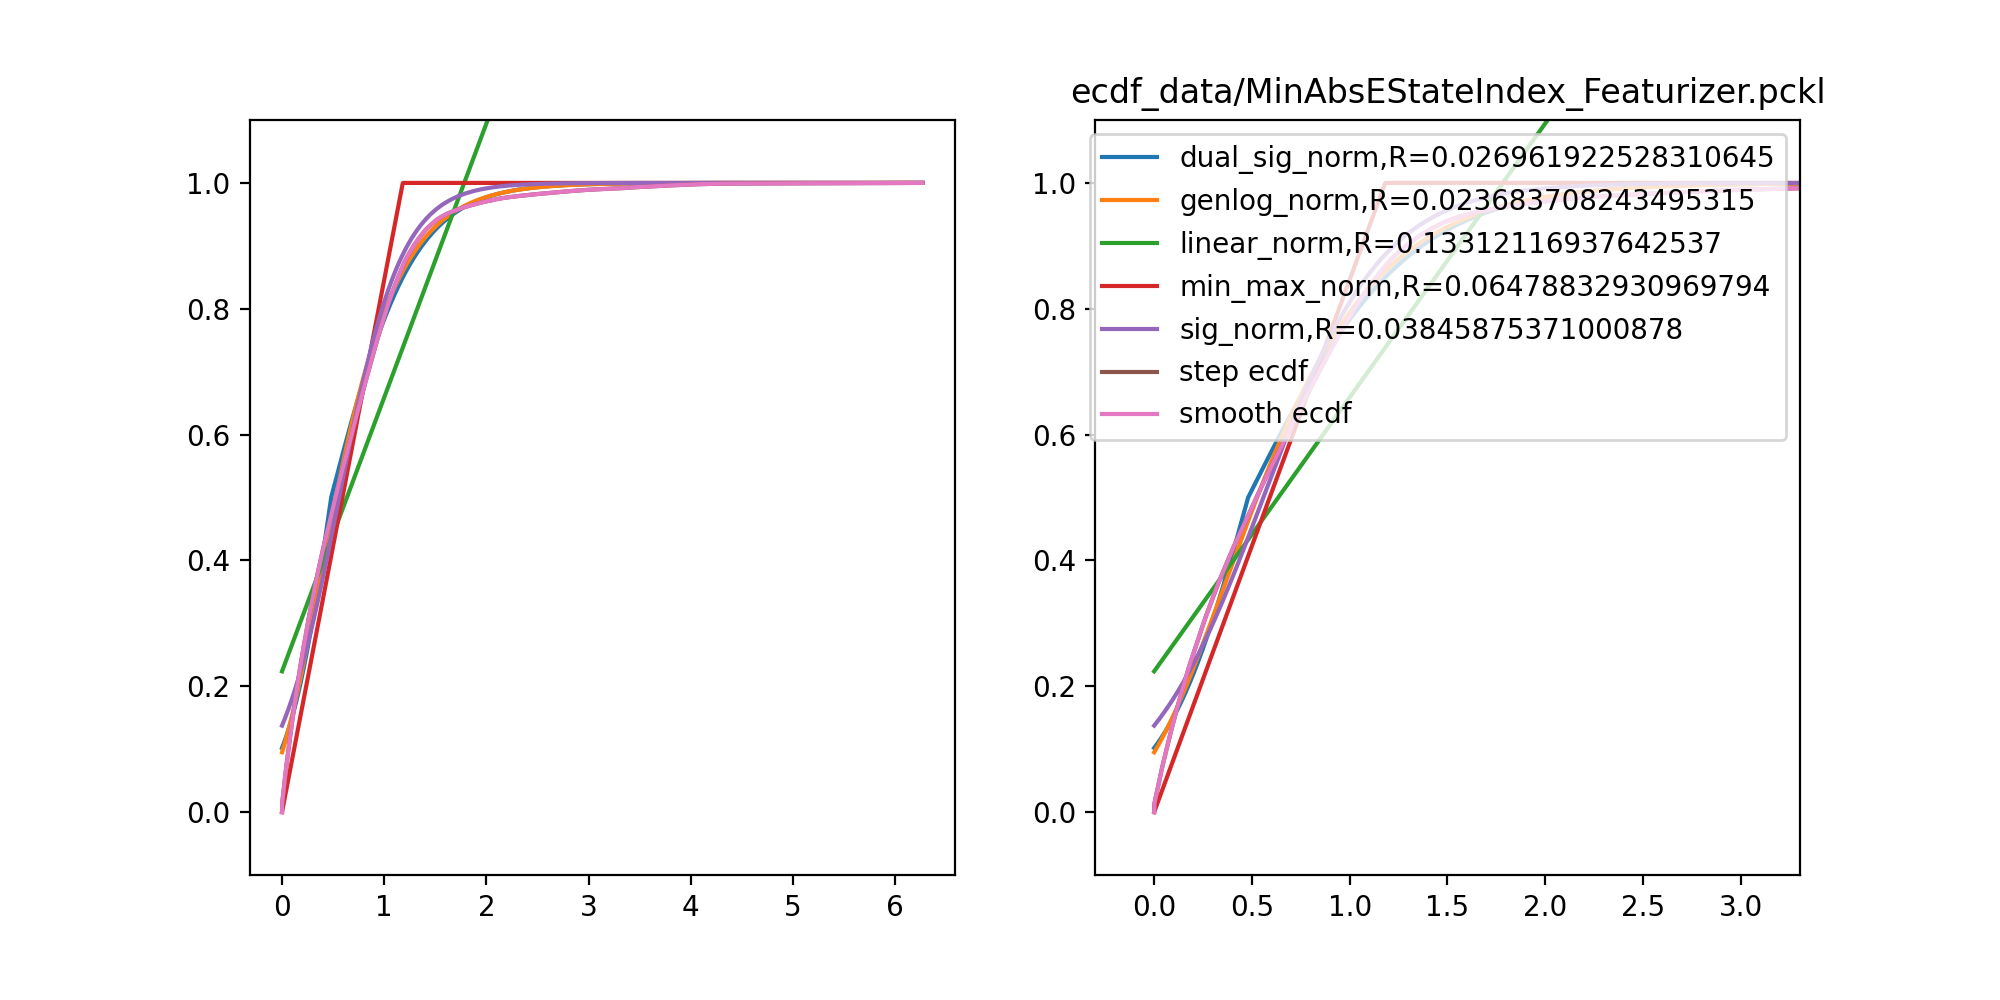 ecdf_data/MinAbsEStateIndex_Featurizer.pckl
1.0
0.8
0.6
0.4
0.2
0.0
0 1 2 3 4 5 6
dual_sig_norm,R=0.026961922528310645
genlog_norm,R=0.023683708243495315
linear_norm,R=0.13312116937642537
min_max_norm,R=0.06478832930969794
sig_norm,R=0.03845875371000878
step ecdf
smooth ecdf
1.0
0.8
0.6
0.4
0.2
0.0
0.0 0.5 1.0 1.5 2.0 2.5 3.0